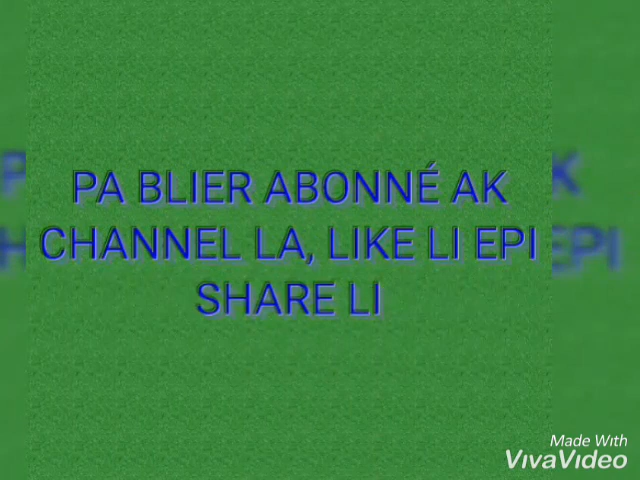 PA BLIER ABONNÉ AK
CHANNEL LA, LIKE LI EPI
SHARE LI
Made With
VivaVideo